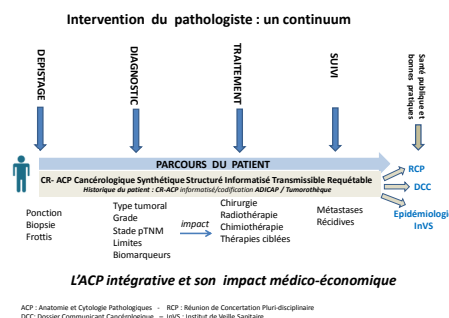 Intervention du pathologiste : un continuum
DEPISTAGE
DIAGNOSTIC
TRAITEMENT
SUIVI
Santé publique et
bonnes pratiques
PARCOURS DU PATIENT
CR- ACP Cancérologique Synthétique Structuré Informatisé Transmissible Requêtable
Historique du patient : CR-ACP Informatisé/codification ADICAP / Tumorothèque
RCP
DCC
Epidémiologi
InVS
Ponction
Biopsie
Frottis
Type tumoral
Grade
Stade pTNM
Limites
Biomarqueurs
impact
Chirurgie
Radiothérapie
Chimiothérapie
Thérapies ciblées
Métastases
Récidives
L'ACP intégrative et son impact médico-économique
ACP : Anatomie et Cytologie Pathologiques - RCP : Réunion de Concertation Pluri-disciplinaire
DCC: Dossier Communicant Cancérologique – InVS : Institut de Veille Sanitaire